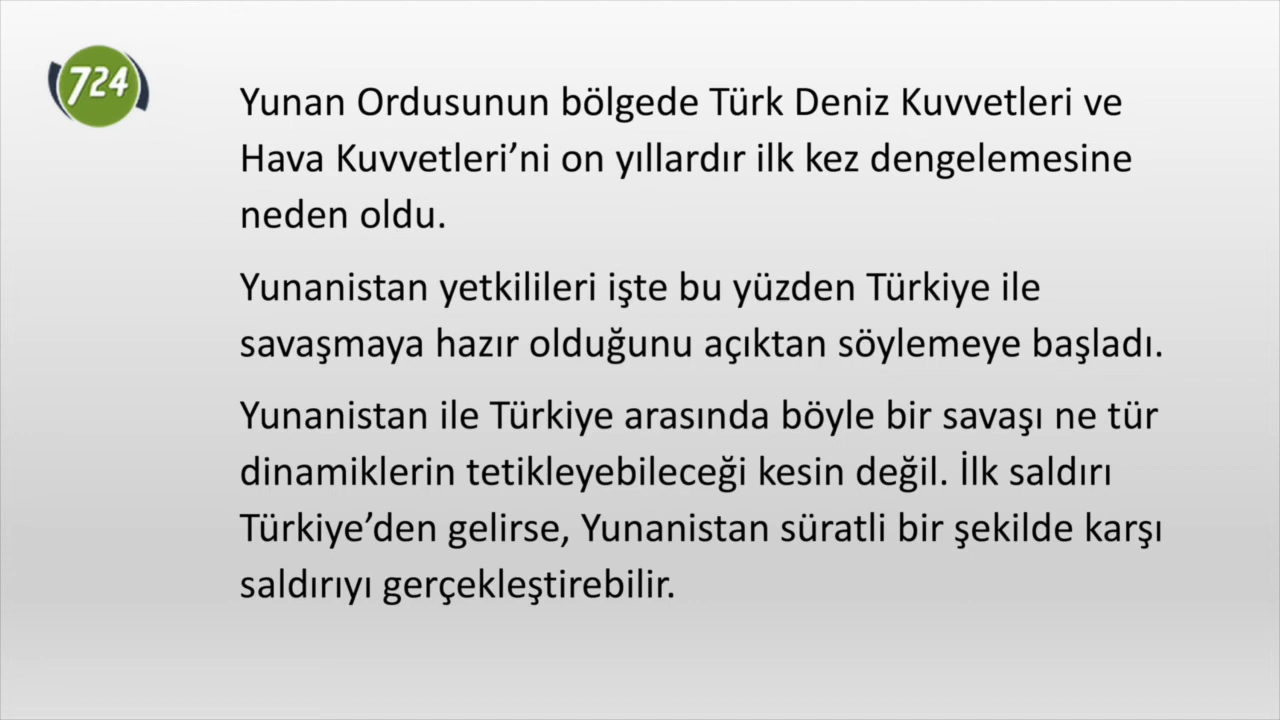 724
Yunan Ordusunun bölgede Türk Deniz Kuvvetleri ve
Hava Kuvvetleri’ni on yıllardır ilk kez dengelemesine
neden oldu.
Yunanistan yetkilileri işte bu yüzden Türkiye ile
savaşmaya hazır olduğunu açıktan söylemeye başladı.
Yunanistan ile Türkiye arasında böyle bir savaşı ne tür
dinamiklerin tetikleyebileceği kesin değil. İlk saldırı
Türkiye’den gelirse, Yunanistan süratli bir şekilde karşı
saldırıyı gerçekleştirebilir.